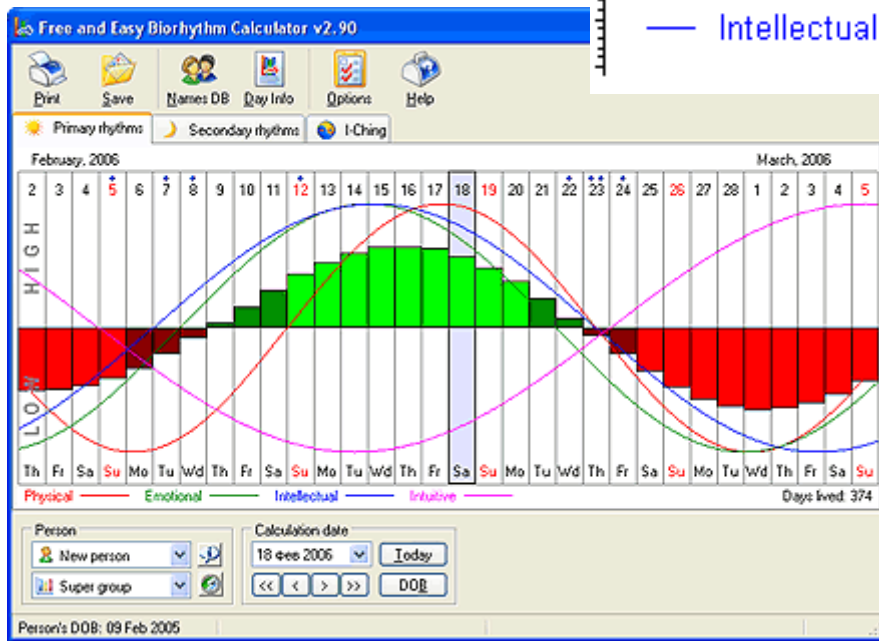 Free and Easy Biorhythm Calculator v2.90
Intellectual
Print Save Names DB Day Info Options Help
Primary rhythms Secondary rhythms I-Ching
February, 2006 March, 2006
2 3 4 5 6 7 8 9 10 11 12 13 14 15 16 17 18 19 20 21 22 23 24 25 26 27 28 1 2 3 4 5
HIGH
LOW
Th Fr Sa Su Mo Tu Wd Th Fr Sa Su Mo Tu Wd Th Fr Sa Su Mo Tu Wd Th Fr Sa Su Mo Tu Wd Th Fr Sa Su
Physical Emotional Intellectual Intuitive Days lived: 374
Person Calculation date
New person 18 фев 2006 Today
Super group << < > >> DOB
Person's DOB: 09 Feb 2005